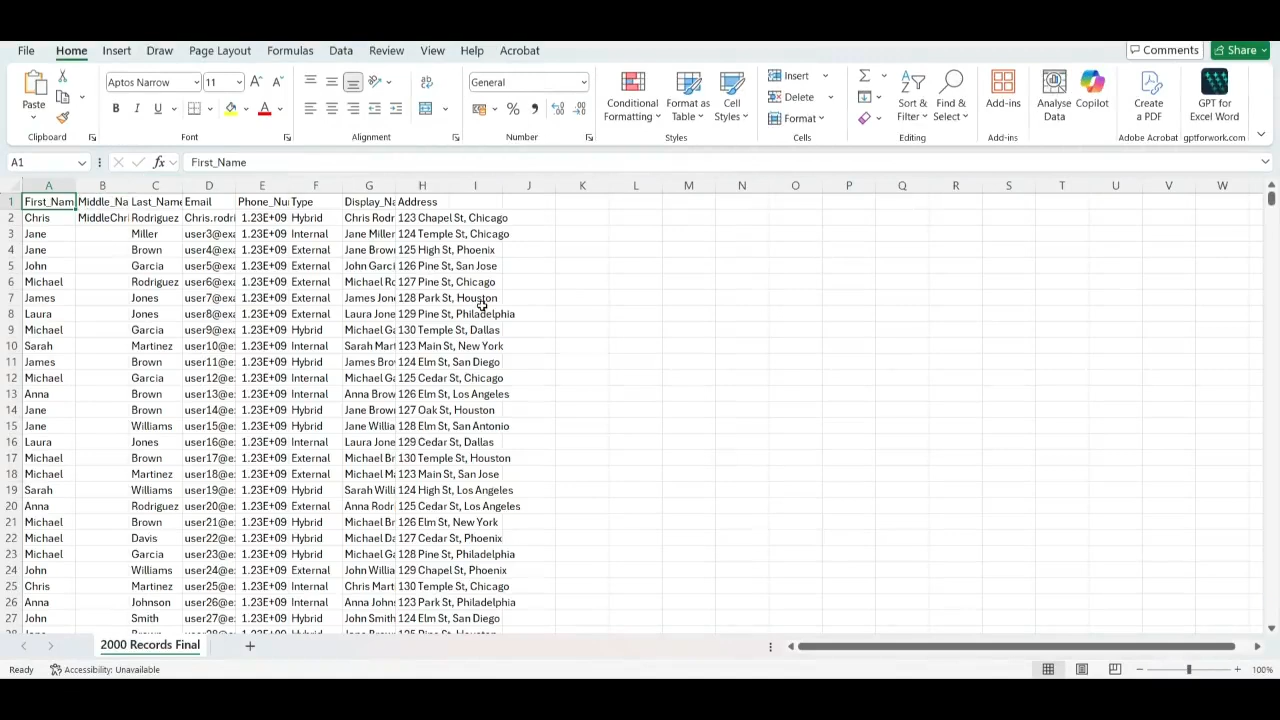 File Home Insert Draw Page Layout Formulas Data Review View Help Acrobat Comments Share
Paste
Clipboard
Aptos Narrow 11
B I U
Font
Alignment
General
Number
Conditional Formatting
Format as Table
Cell Styles
Styles
Insert
Delete
Format
Cells
Sort & Filter
Find & Select
Editing
Add-ins
Add-ins
Analyse Data
Copilot
Create a PDF
Adobe Acrobat
GPT for Excel Word
gptforwork.com
A1 fx First_Name
A B C D E F G H I J K L M N O P Q R S T U V W
1 First_Nam Middle_Na Last_Name Email Phone_Nu Type Display_Na Address
2 Chris MiddleChri Rodriguez Chris.rodri 1.23E+09 Hybrid Chris Rodr 123 Chapel St, Chicago
3 Jane Miller user3@exa 1.23E+09 Internal Jane Miller 124 Temple St, Chicago
4 Jane Brown user4@exa 1.23E+09 External Jane Brown 125 High St, Phoenix
5 John Garcia user5@exa 1.23E+09 External John Garci 126 Pine St, San Jose
6 Michael Rodriguez user6@exa 1.23E+09 External Michael Ro 127 Pine St, Chicago
7 James Jones user7@exa 1.23E+09 External James Jon 128 Park St, Houston
8 Laura Jones user8@exa 1.23E+09 External Laura Jone 129 Pine St, Philadelphia
9 Michael Garcia user9@exa 1.23E+09 Hybrid Michael Ga 130 Temple St, Dallas
10 Sarah Martinez user10@ex 1.23E+09 Internal Sarah Mart 123 Main St, New York
11 James Brown user11@e 1.23E+09 Hybrid James Bro 124 Elm St, San Diego
12 Michael Garcia user12@e 1.23E+09 Internal Michael Ga 125 Cedar St, Chicago
13 Anna Brown user13@e 1.23E+09 Internal Anna Brow 126 Elm St, Los Angeles
14 Jane Brown user14@e 1.23E+09 Hybrid Jane Brown 127 Oak St, Houston
15 Jane Williams user15@e 1.23E+09 Hybrid Jane Willia 128 Elm St, San Antonio
16 Laura Jones user16@e 1.23E+09 Internal Laura Jone 129 Cedar St, Dallas
17 Michael Brown user17@e 1.23E+09 External Michael Br 130 Temple St, Houston
18 Michael Martinez user18@e 1.23E+09 External Michael M 123 Main St, San Jose
19 Sarah Williams user19@e 1.23E+09 Hybrid Sarah Willi 124 High St, Los Angeles
20 Anna Rodriguez user20@e 1.23E+09 External Anna Rodr 125 Cedar St, Los Angeles
21 Michael Brown user21@e 1.23E+09 Hybrid Michael Br 126 Elm St, New York
22 Michael Davis user22@e 1.23E+09 Hybrid Michael Da 127 Cedar St, Phoenix
23 Michael Garcia user23@e 1.23E+09 Hybrid Michael Ga 128 Pine St, Philadelphia
24 John Williams user24@e 1.23E+09 External John Willia 129 Chapel St, Phoenix
25 Chris Martinez user25@e 1.23E+09 Internal Chris Mart 130 Temple St, Chicago
26 Anna Johnson user26@e 1.23E+09 Internal Anna Johns 123 Park St, Philadelphia
27 John Smith user27@e 1.23E+09 Hybrid John Smith 124 Elm St, San Diego
2000 Records Final
Ready Accessibility: Unavailable 100%